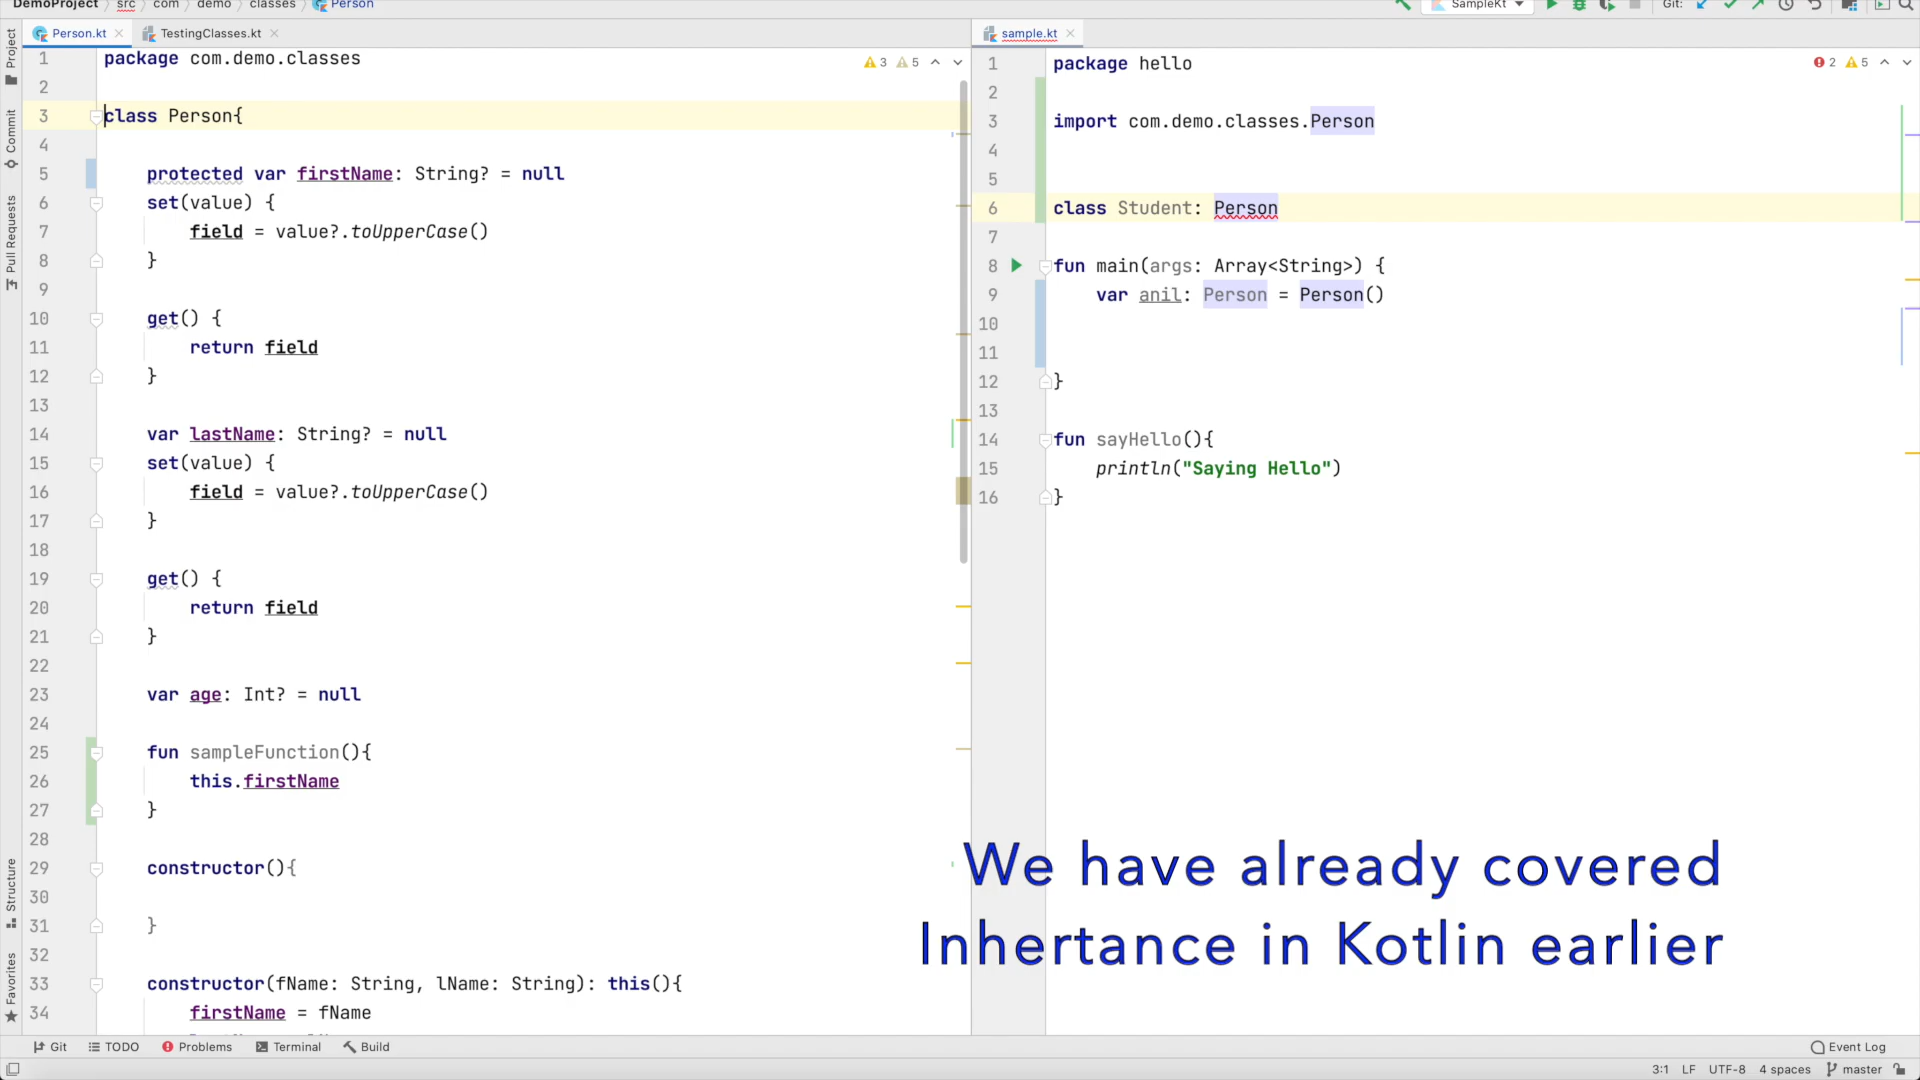 DemoProject src com demo classes Person
SampleKt Git:
Project
Commit
Pull Requests
Structure
Favorites
Person.kt TestingClasses.kt
3 5
1 package com.demo.classes
2
3 class Person{
4
5 protected var firstName: String? = null
6 set(value) {
7 field = value?.toUpperCase()
8 }
9
10 get() {
11 return field
12 }
13
14 var lastName: String? = null
15 set(value) {
16 field = value?.toUpperCase()
17 }
18
19 get() {
20 return field
21 }
22
23 var age: Int? = null
24
25 fun sampleFunction(){
26 this.firstName
27 }
28
29 constructor(){
30
31 }
32
33 constructor(fName: String, lName: String): this(){
34 firstName = fName
sample.kt
2 5
1 package hello
2
3 import com.demo.classes.Person
4
5
6 class Student: Person
7
8 fun main(args: Array<String>) {
9 var anil: Person = Person()
10
11
12 }
13
14 fun sayHello(){
15 println("Saying Hello")
16 }
We have already covered
Inhertance in Kotlin earlier
Git TODO Problems Terminal Build Event Log
3:1 LF UTF-8 4 spaces master